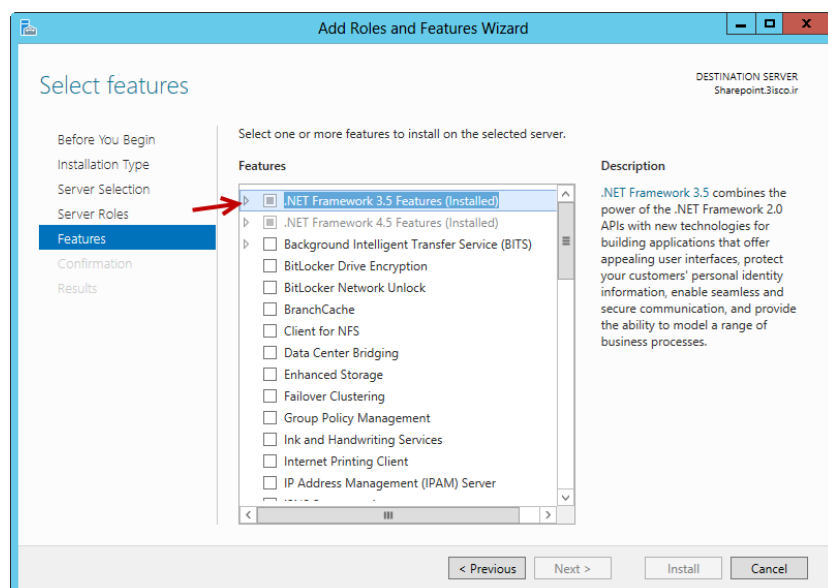 Add Roles and Features Wizard
Select features
DESTINATION SERVER
Sharepoint.3isco.ir
Before You Begin
Installation Type
Server Selection
Server Roles
Features
Confirmation
Results
Select one or more features to install on the selected server.
Features
.NET Framework 3.5 Features (Installed)
.NET Framework 4.5 Features (Installed)
Background Intelligent Transfer Service (BITS)
BitLocker Drive Encryption
BitLocker Network Unlock
BranchCache
Client for NFS
Data Center Bridging
Enhanced Storage
Failover Clustering
Group Policy Management
Ink and Handwriting Services
Internet Printing Client
IP Address Management (IPAM) Server
Description
.NET Framework 3.5 combines the
power of the .NET Framework 2.0
APIs with new technologies for
building applications that offer
appealing user interfaces, protect
your customers' personal identity
information, enable seamless and
secure communication, and provide
the ability to model a range of
business processes.
< Previous
Next >
Install
Cancel